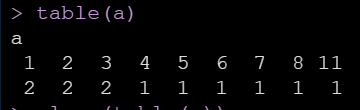 > table(a)
a
 1  2  3  4  5  6  7  8 11
 2  2  2  1  1  1  1  1  1